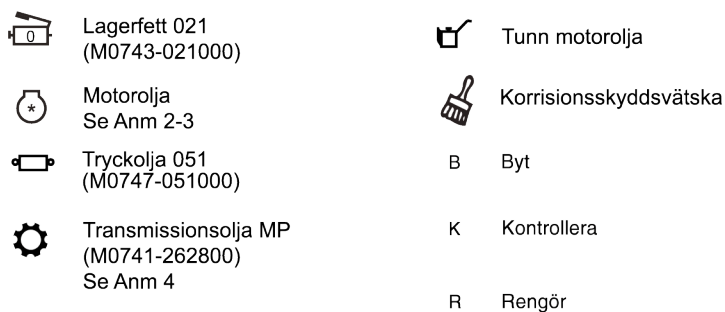 0
Lagerfett 021
(M0743-021000)
*
Motorolja
Se Anm 2-3
Tryckolja 051
(M0747-051000)
Transmissionsolja MP
(M0741-262800)
Se Anm 4
Tunn motorolja
Korrisionsskyddsvätska
B Byt
K Kontrollera
R Rengör